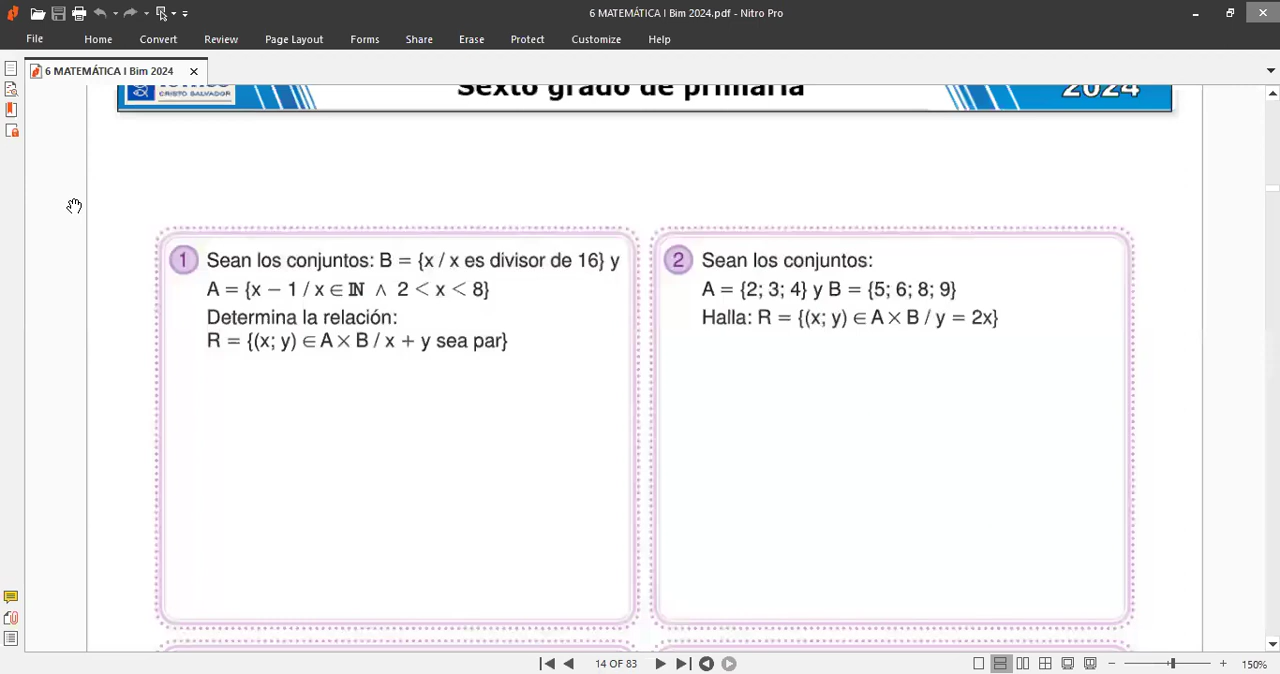 6 MATEMÁTICA I Bim 2024.pdf - Nitro Pro
File Home Convert Review Page Layout Forms Share Erase Protect Customize Help
6 MATEMÁTICA I Bim 2024
CRISTO SALVADOR
Sexto grado de primaria
2024
1 Sean los conjuntos: B = {x / x es divisor de 16} y
A = {x − 1 / x ∈ ℕ ∧ 2 < x < 8}
Determina la relación:
R = {(x; y) ∈ A × B / x + y sea par}
2 Sean los conjuntos:
A = {2; 3; 4} y B = {5; 6; 8; 9}
Halla: R = {(x; y) ∈ A × B / y = 2x}
14 OF 83
150%